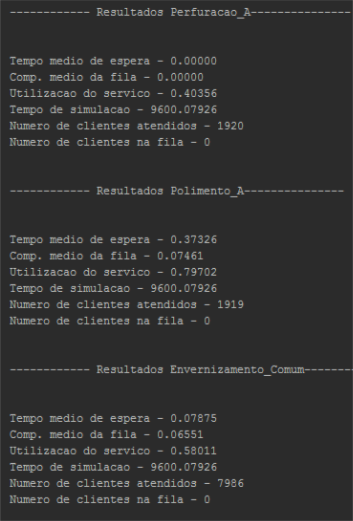 ------------ Resultados Perfuracao_A---------------
Tempo medio de espera - 0.00000
Comp. medio da fila - 0.00000
Utilizacao do servico - 0.40356
Tempo de simulacao - 9600.07926
Numero de clientes atendidos - 1920
Numero de clientes na fila - 0
------------ Resultados Polimento_A---------------
Tempo medio de espera - 0.37326
Comp. medio da fila - 0.07461
Utilizacao do servico - 0.79702
Tempo de simulacao - 9600.07926
Numero de clientes atendidos - 1919
Numero de clientes na fila - 0
------------ Resultados Envernizamento_Comum--------
Tempo medio de espera - 0.07875
Comp. medio da fila - 0.06551
Utilizacao do servico - 0.58011
Tempo de simulacao - 9600.07926
Numero de clientes atendidos - 7986
Numero de clientes na fila - 0